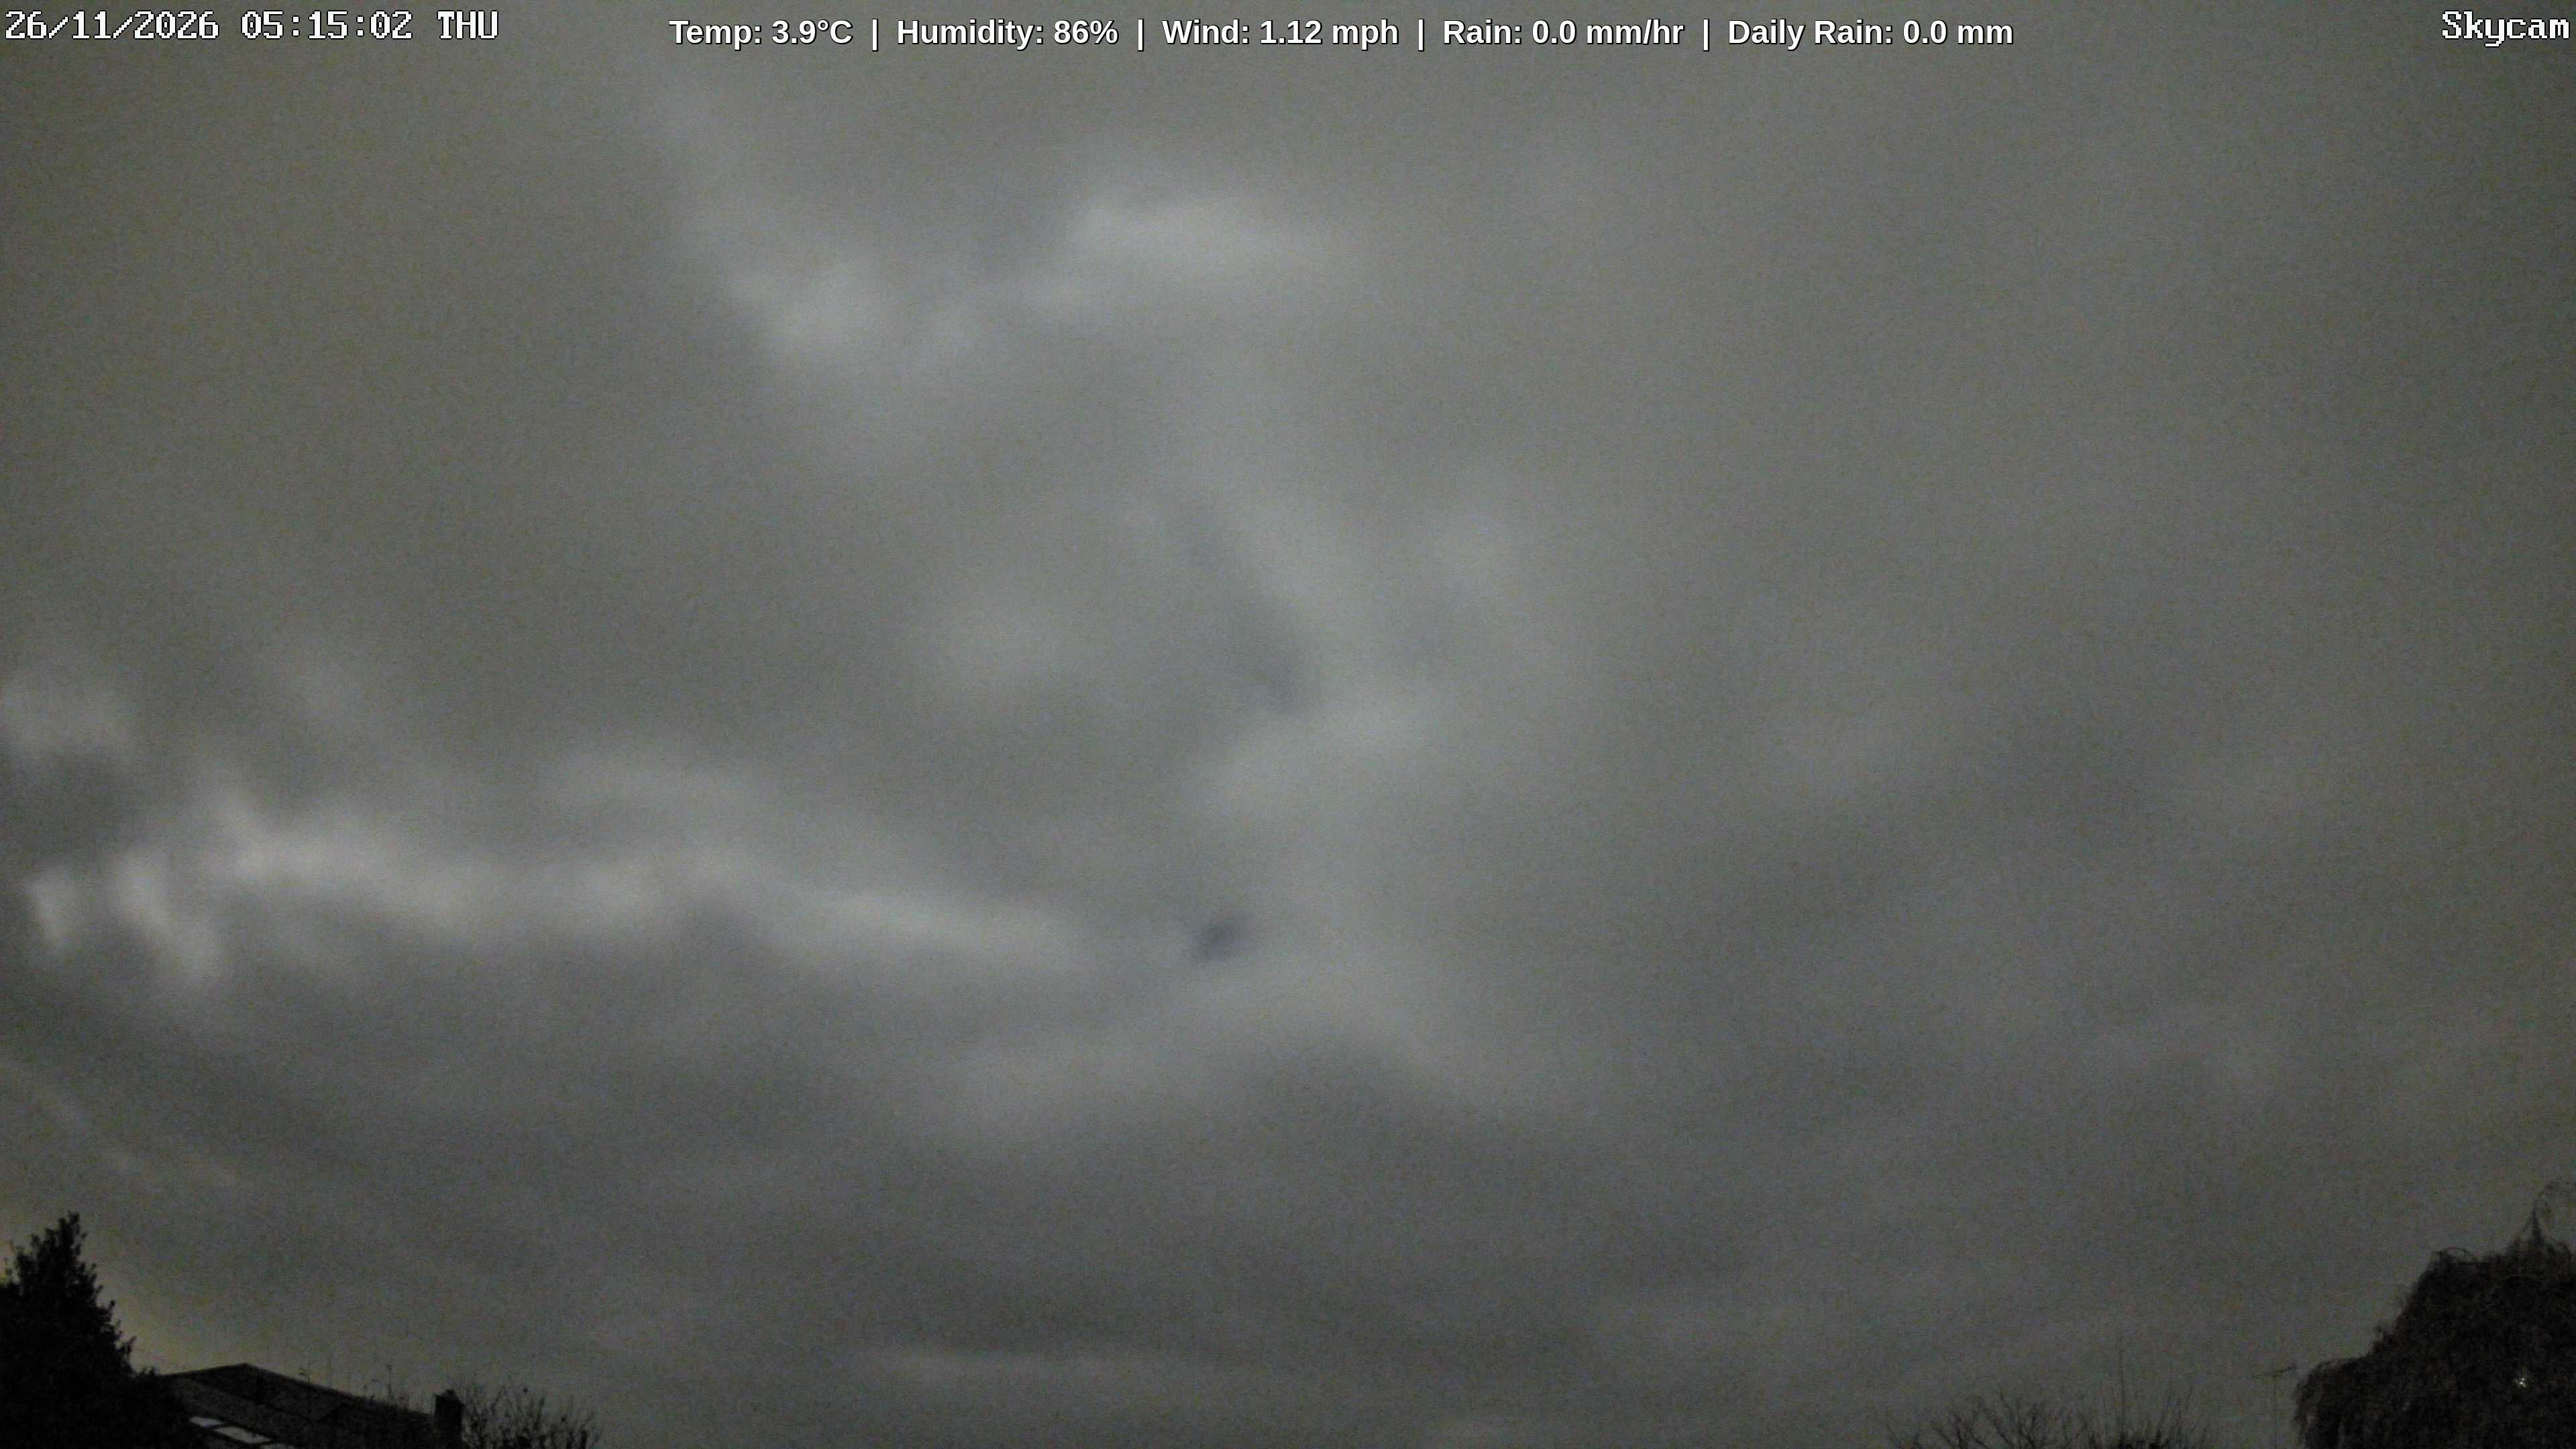 26/11/2026 05:15:02 THU
Temp: 3.9°C | Humidity: 86% | Wind: 1.12 mph | Rain: 0.0 mm/hr | Daily Rain: 0.0 mm
Skycam